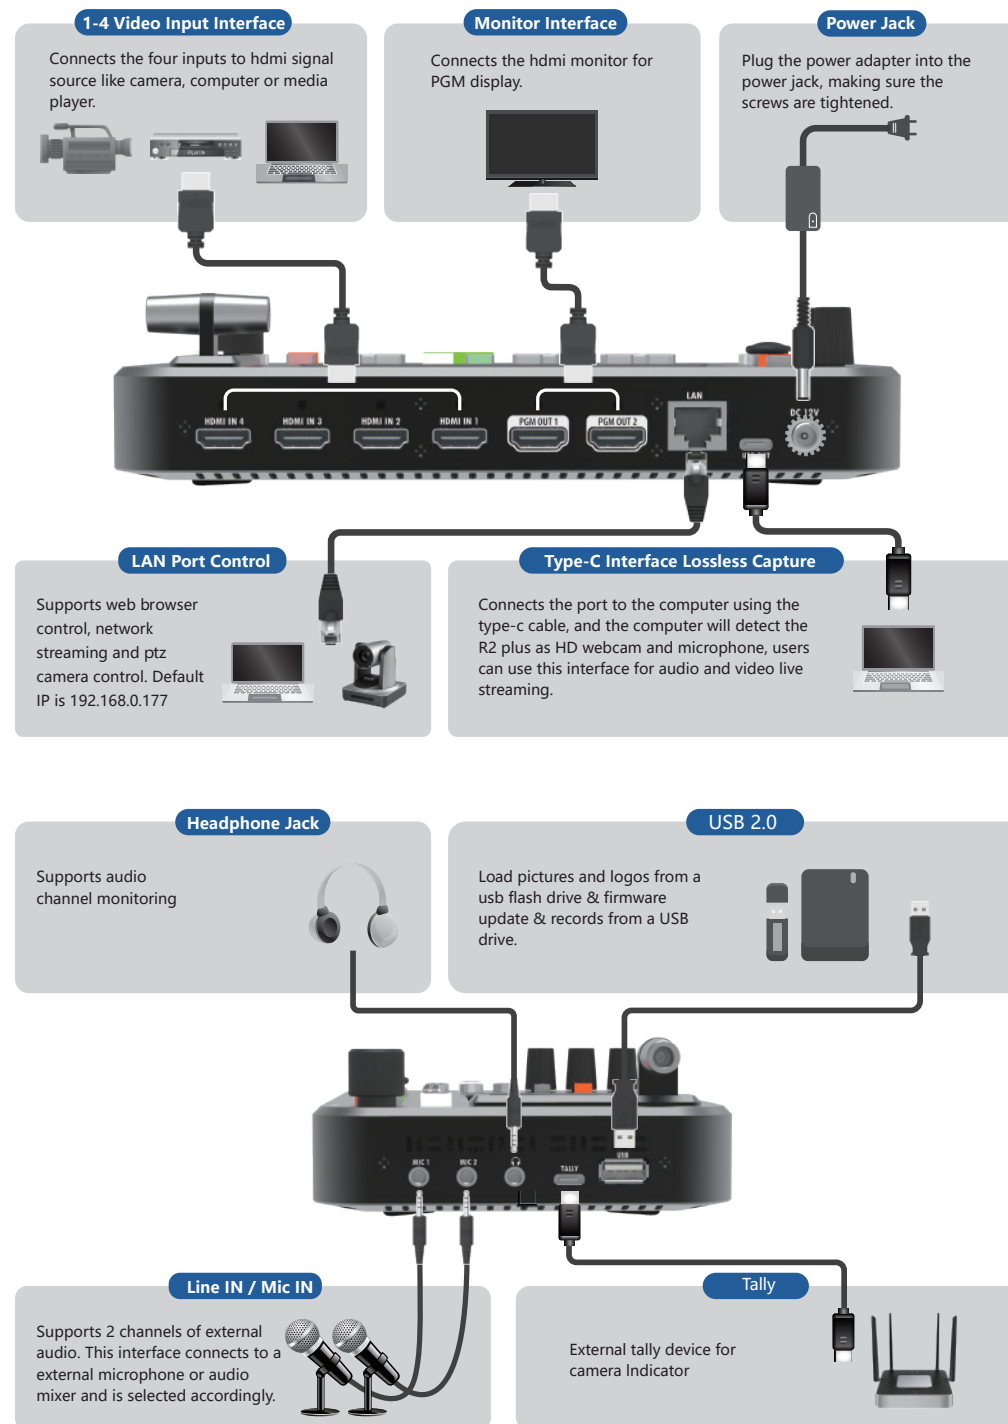 1-4 Video Input Interface
Connects the four inputs to hdmi signal
source like camera, computer or media
player.
Monitor Interface
Connects the hdmi monitor for
PGM display.
Power Jack
Plug the power adapter into the
power jack, making sure the
screws are tightened.
HDMI IN 4
HDMI IN 3
HDMI IN 2
HDMI IN 1
PGM OUT 1
PGM OUT 2
LAN
DC 12V
LAN Port Control
Supports web browser
control, network
streaming and ptz
camera control. Default
IP is 192.168.0.177
Type-C Interface Lossless Capture
Connects the port to the computer using the
type-c cable, and the computer will detect the
R2 plus as HD webcam and microphone, users
can use this interface for audio and video live
streaming.
Headphone Jack
Supports audio
channel monitoring
USB 2.0
Load pictures and logos from a
usb flash drive & firmware
update & records from a USB
drive.
MIC 1
MIC 2
TALLY
USB
Line IN / Mic IN
Supports 2 channels of external
audio. This interface connects to a
external microphone or audio
mixer and is selected accordingly.
Tally
External tally device for
camera Indicator